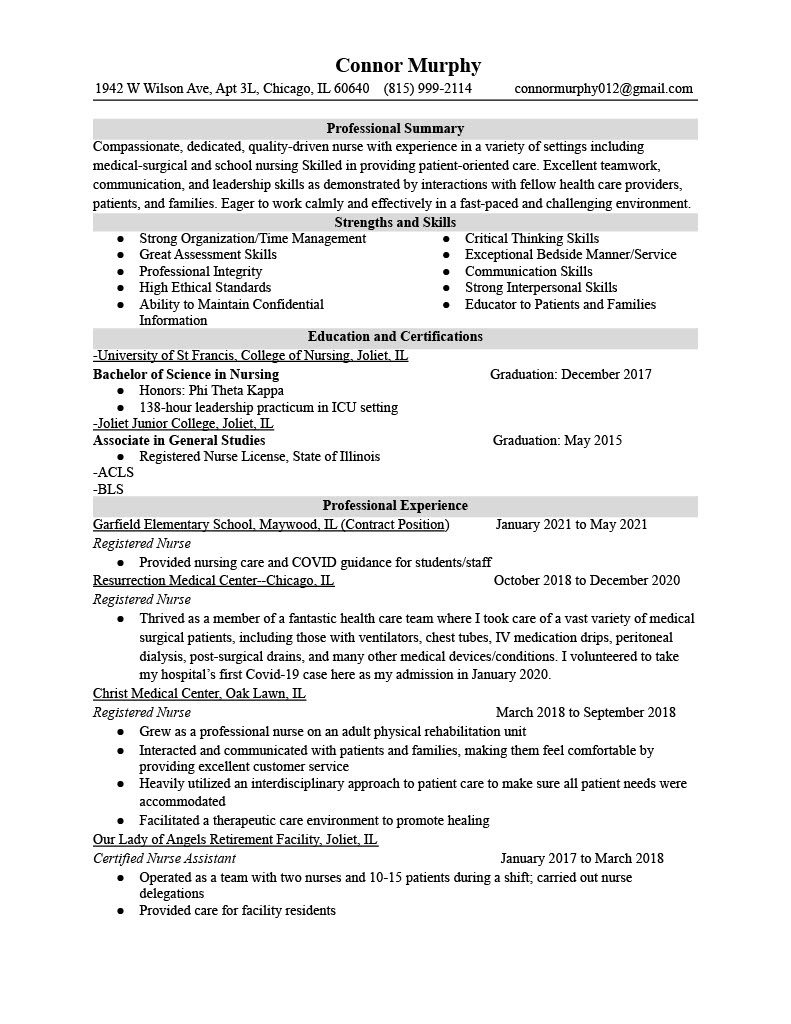 Connor Murphy
1942 W Wilson Ave, Apt 3L, Chicago, IL 60640 (815) 999-2114 connormurphy012@gmail.com
Professional Summary
Compassionate, dedicated, quality-driven nurse with experience in a variety of settings including
medical-surgical and school nursing Skilled in providing patient-oriented care. Excellent teamwork,
communication, and leadership skills as demonstrated by interactions with fellow health care providers,
patients, and families. Eager to work calmly and effectively in a fast-paced and challenging environment.
Strengths and Skills
● Strong Organization/Time Management
● Great Assessment Skills
● Professional Integrity
● High Ethical Standards
● Ability to Maintain Confidential
Information
● Critical Thinking Skills
● Exceptional Bedside Manner/Service
● Communication Skills
● Strong Interpersonal Skills
● Educator to Patients and Families
Education and Certifications
-University of St Francis, College of Nursing, Joliet, IL
Bachelor of Science in Nursing Graduation: December 2017
● Honors: Phi Theta Kappa
● 138-hour leadership practicum in ICU setting
-Joliet Junior College, Joliet, IL
Associate in General Studies Graduation: May 2015
● Registered Nurse License, State of Illinois
-ACLS
-BLS
Professional Experience
Garfield Elementary School, Maywood, IL (Contract Position) January 2021 to May 2021
Registered Nurse
● Provided nursing care and COVID guidance for students/staff
Resurrection Medical Center--Chicago, IL October 2018 to December 2020
Registered Nurse
● Thrived as a member of a fantastic health care team where I took care of a vast variety of medical
surgical patients, including those with ventilators, chest tubes, IV medication drips, peritoneal
dialysis, post-surgical drains, and many other medical devices/conditions. I volunteered to take
my hospital's first Covid-19 case here as my admission in January 2020.
Christ Medical Center, Oak Lawn, IL
Registered Nurse March 2018 to September 2018
● Grew as a professional nurse on an adult physical rehabilitation unit
● Interacted and communicated with patients and families, making them feel comfortable by
providing excellent customer service
● Heavily utilized an interdisciplinary approach to patient care to make sure all patient needs were
accommodated
● Facilitated a therapeutic care environment to promote healing
Our Lady of Angels Retirement Facility, Joliet, IL
Certified Nurse Assistant January 2017 to March 2018
● Operated as a team with two nurses and 10-15 patients during a shift; carried out nurse
delegations
● Provided care for facility residents